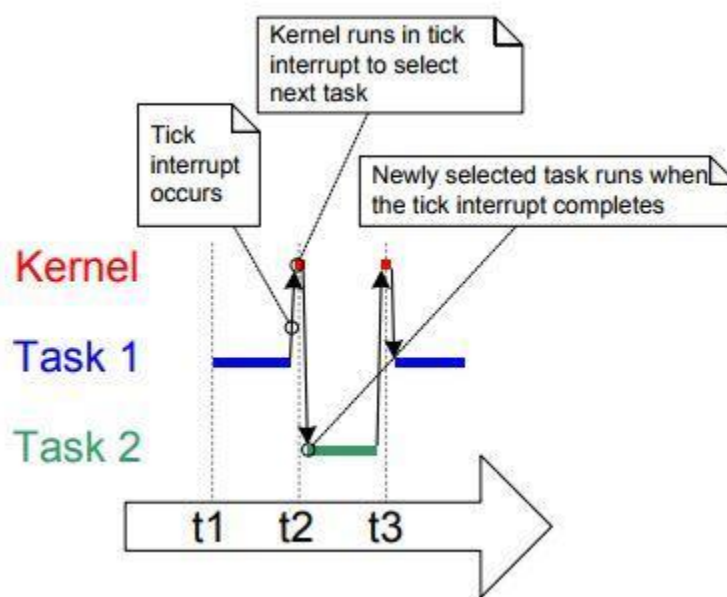 Kernel runs in tick
interrupt to select
next task
Tick
interrupt
occurs
Newly selected task runs when
the tick interrupt completes
Kernel
Task 1
Task 2
t1 t2 t3